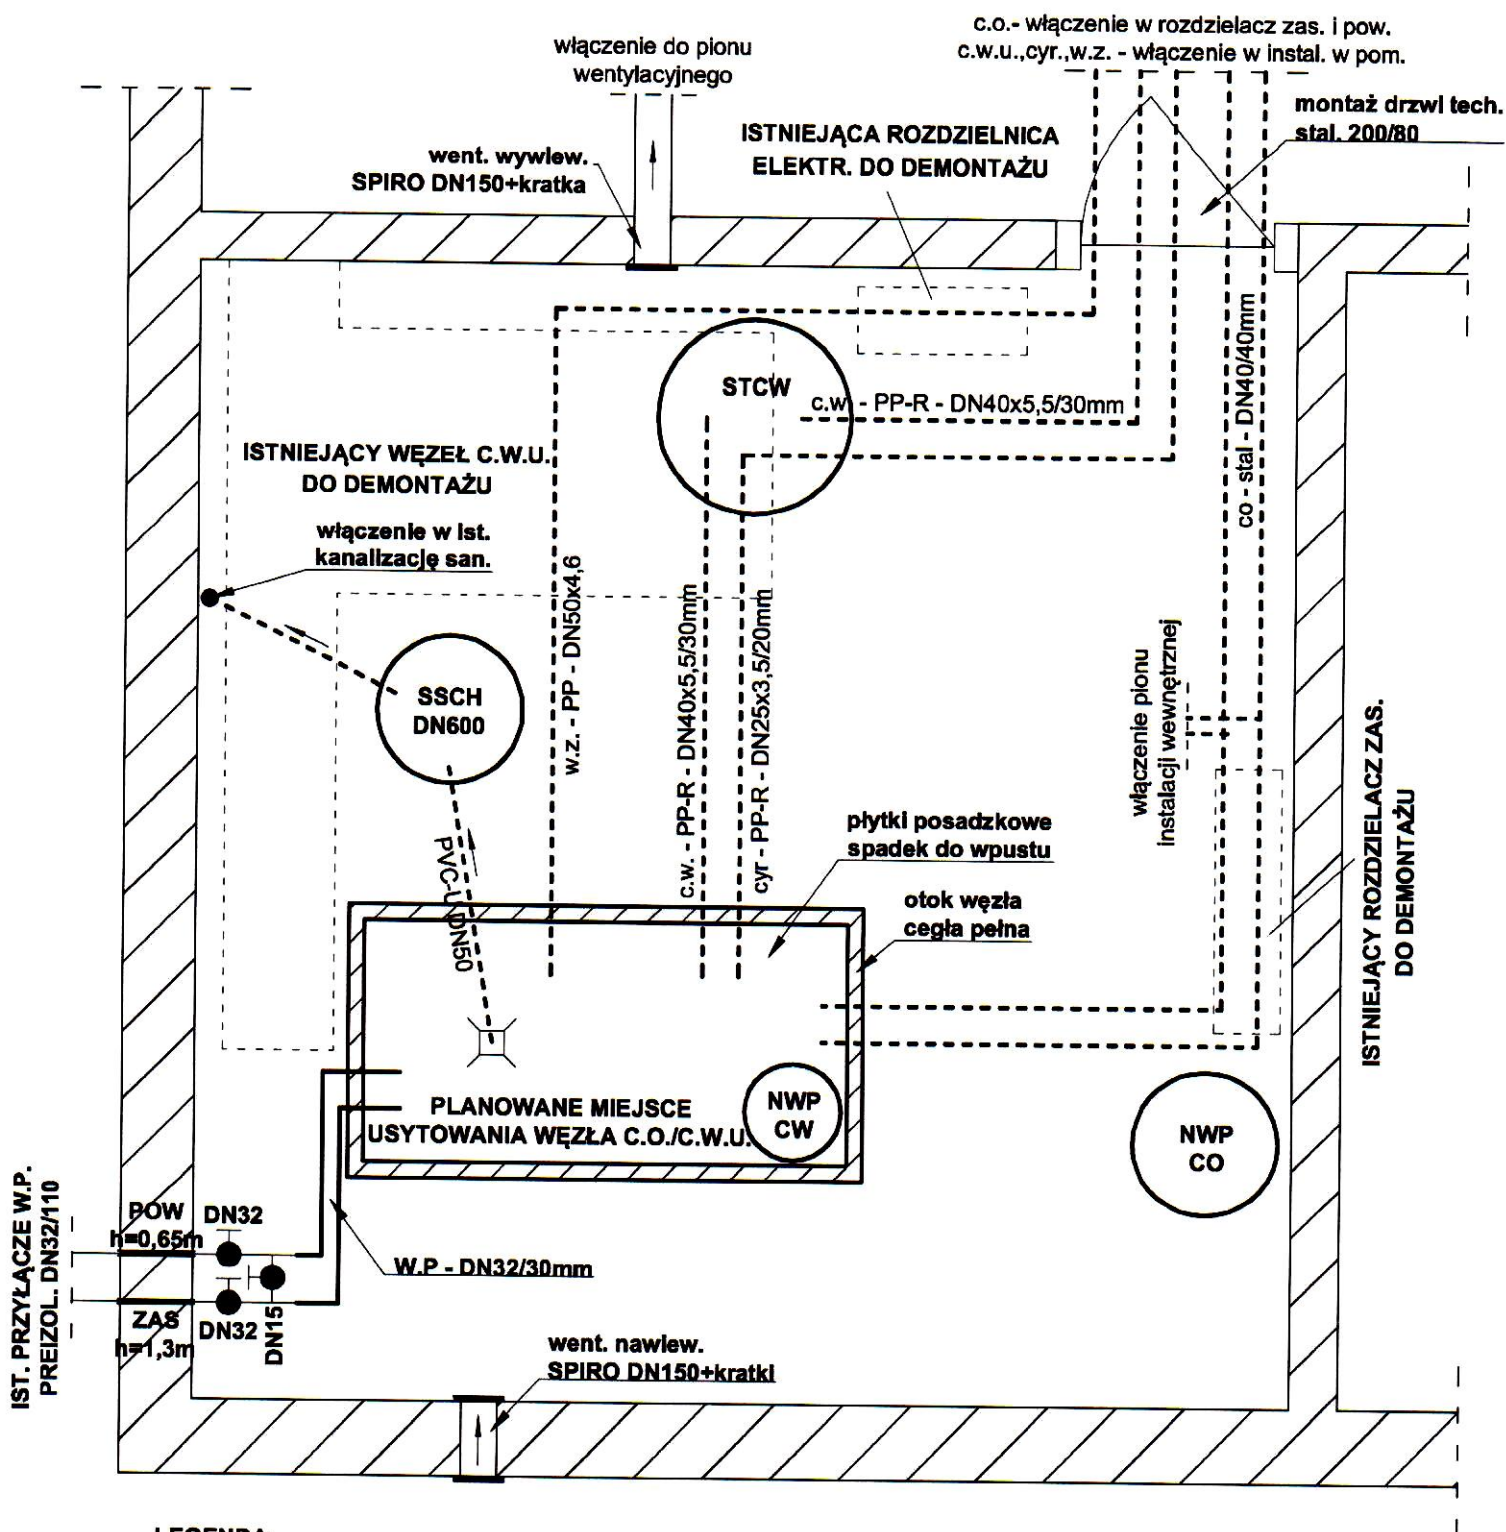 c.o.- włączenie w rozdzielacz zas. i pow.
c.w.u.,cyr.,w.z. - włączenie w instal. w pom.
włączenie do pionu
wentylacyjnego
montaż drzwi tech.
stal. 200/80
ISTNIEJĄCA ROZDZIELNICA
ELEKTR. DO DEMONTAŻU
went. wywiew.
SPIRO DN150+kratka
STCW
c.w. - PP-R - DN40x5,5/30mm
co - stal - DN40/40mm
ISTNIEJĄCY WĘZEŁ C.W.U.
DO DEMONTAŻU
włączenie w ist.
kanalizację san.
w.z. - PP - DN50x4,6
c.w. - PP-R - DN40x5,5/30mm
cyr - PP-R - DN25x3,5/20mm
SSCH
DN600
włączenie pionu
instalacji wewnętrznej
ISTNIEJĄCY ROZDZIELACZ ZAS.
DO DEMONTAŻU
płytki posadzkowe
spadek do wpustu
PVC-U DN50
otok węzła
cegła pełna
PLANOWANE MIEJSCE
USYTOWANIA WĘZŁA C.O./C.W.U.
NWP
CW
NWP
CO
IST. PRZYŁĄCZE W.P.
PREIZOL. DN32/110
POW
h=0,65m
DN32
W.P - DN32/30mm
ZAS
h=1,3m
DN32
DN15
went. nawiew.
SPIRO DN150+kratki
LEGENDA